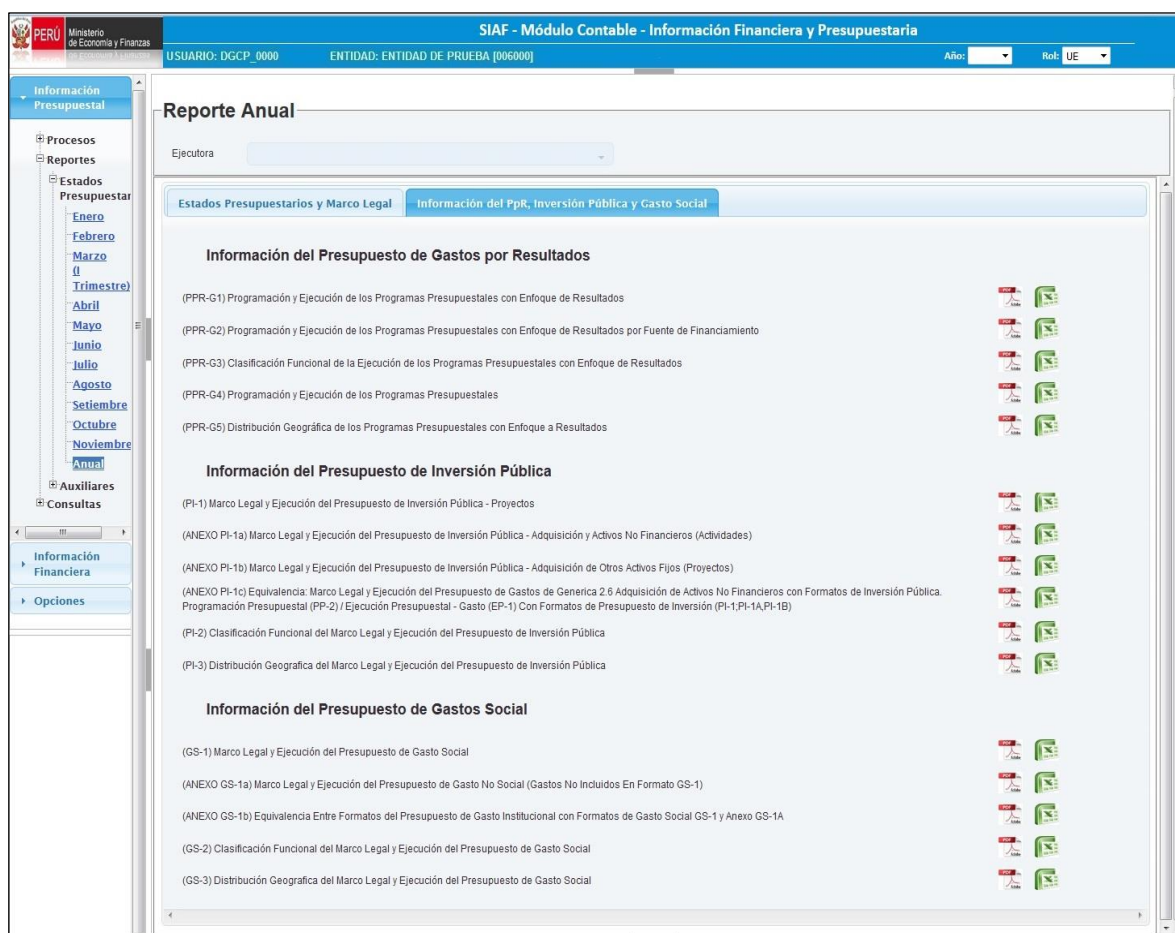 PERÚ
Ministerio
de Economía y Finanzas
SIAF - Módulo Contable - Información Financiera y Presupuestaria
USUARIO: DGCP_0000
ENTIDAD: ENTIDAD DE PRUEBA [006000]
Año:
Rol: UE
Información
Presupuestal
Procesos
Reportes
Estados
Presupuestar
Enero
Febrero
Marzo
(I
Trimestre)
Abril
Mayo
Junio
Julio
Agosto
Setiembre
Octubre
Noviembre
Anual
Auxiliares
Consultas
Información
Financiera
Opciones
Reporte Anual
Ejecutora
Estados Presupuestarios y Marco Legal
Información del PpR, Inversión Pública y Gasto Social
Información del Presupuesto de Gastos por Resultados
(PPR-G1) Programación y Ejecución de los Programas Presupuestales con Enfoque de Resultados
(PPR-G2) Programación y Ejecución de los Programas Presupuestales con Enfoque de Resultados por Fuente de Financiamiento
(PPR-G3) Clasificación Funcional de la Ejecución de los Programas Presupuestales con Enfoque de Resultados
(PPR-G4) Programación y Ejecución de los Programas Presupuestales
(PPR-G5) Distribución Geográfica de los Programas Presupuestales con Enfoque a Resultados
Información del Presupuesto de Inversión Pública
(PI-1) Marco Legal y Ejecución del Presupuesto de Inversión Pública - Proyectos
(ANEXO PI-1a) Marco Legal y Ejecución del Presupuesto de Inversión Pública - Adquisición y Activos No Financieros (Actividades)
(ANEXO PI-1b) Marco Legal y Ejecución del Presupuesto de Inversión Pública - Adquisición de Otros Activos Fijos (Proyectos)
(ANEXO PI-1c) Equivalencia: Marco Legal y Ejecución del Presupuesto de Gastos de Generica 2.6 Adquisición de Activos No Financieros con Formatos de Inversión Pública.
Programación Presupuestal (PP-2) / Ejecución Presupuestal - Gasto (EP-1) Con Formatos de Presupuesto de Inversión (PI-1;PI-1A,PI-1B)
(PI-2) Clasificación Funcional del Marco Legal y Ejecución del Presupuesto de Inversión Pública
(PI-3) Distribución Geografica del Marco Legal y Ejecución del Presupuesto de Inversión Pública
Información del Presupuesto de Gastos Social
(GS-1) Marco Legal y Ejecución del Presupuesto de Gasto Social
(ANEXO GS-1a) Marco Legal y Ejecución del Presupuesto de Gasto No Social (Gastos No Incluidos En Formato GS-1)
(ANEXO GS-1b) Equivalencia Entre Formatos del Presupuesto de Gasto Institucional con Formatos de Gasto Social GS-1 y Anexo GS-1A
(GS-2) Clasificación Funcional del Marco Legal y Ejecución del Presupuesto de Gasto Social
(GS-3) Distribución Geografica del Marco Legal y Ejecución del Presupuesto de Gasto Social